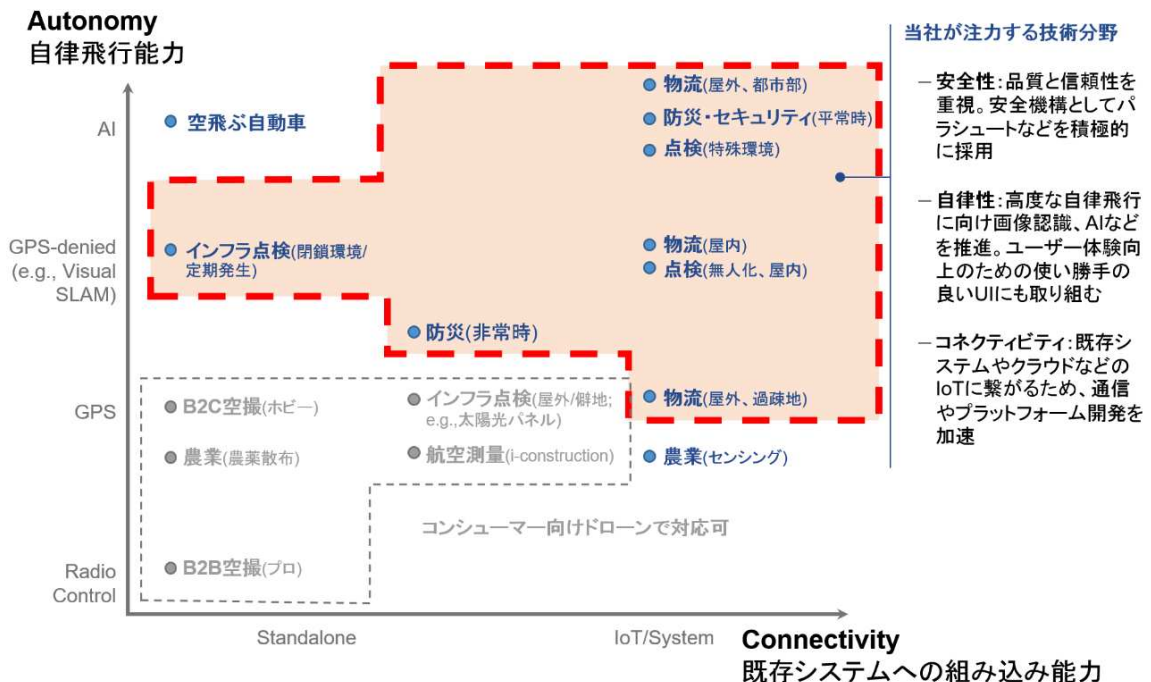 Autonomy
自律飛行能力
AI
GPS-denied
(e.g., Visual
SLAM)
GPS
Radio
Control
空飛ぶ自動車
物流(屋外、都市部)
防災・セキュリティ(平常時)
点検(特殊環境)
インフラ点検(閉鎖環境/
定期発生)
物流(屋内)
点検(無人化、屋内)
防災(非常時)
B2C空撮(ホビー)
インフラ点検(屋外/僻地;
e.g.,太陽光パネル)
物流(屋外、過疎地)
農業(農薬散布)
航空測量(i-construction)
農業(センシング)
コンシューマー向けドローンで対応可
B2B空撮(プロ)
Standalone
IoT/System
Connectivity
既存システムへの組み込み能力
当社が注力する技術分野
– 安全性:品質と信頼性を
重視。安全機構としてパ
ラシュートなどを積極的
に採用
– 自律性:高度な自律飛行
に向け画像認識、AIなど
を推進。ユーザー体験向
上のための使い勝手の
良いUIにも取り組む
– コネクティビティ:既存シ
ステムやクラウドなどの
IoTに繋がるため、通信
やプラットフォーム開発を
加速